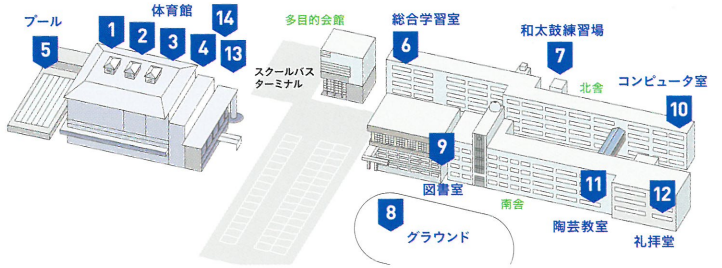 体育館
14
多目的会館
総合学習室
和太鼓練習場
プール
1
2
3
4
13
5
6
7
スクールバス
ターミナル
北舎
コンピュータ室
10
9
図書室
11
12
8
グラウンド
南舎
陶芸教室
礼拝堂